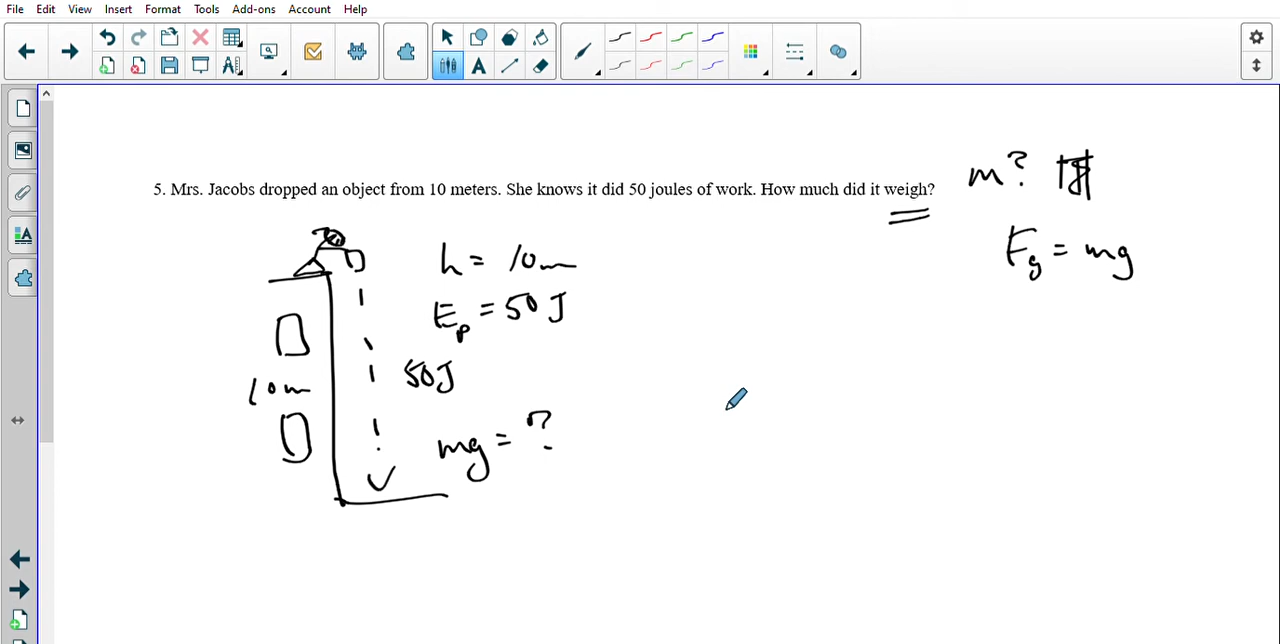 File Edit View Insert Format Tools Add-ons Account Help
5. Mrs. Jacobs dropped an object from 10 meters. She knows it did 50 joules of work. How much did it weigh?
m?
Fg = mg
h = 10m
Ep = 50 J
50J
10m
mg = ?